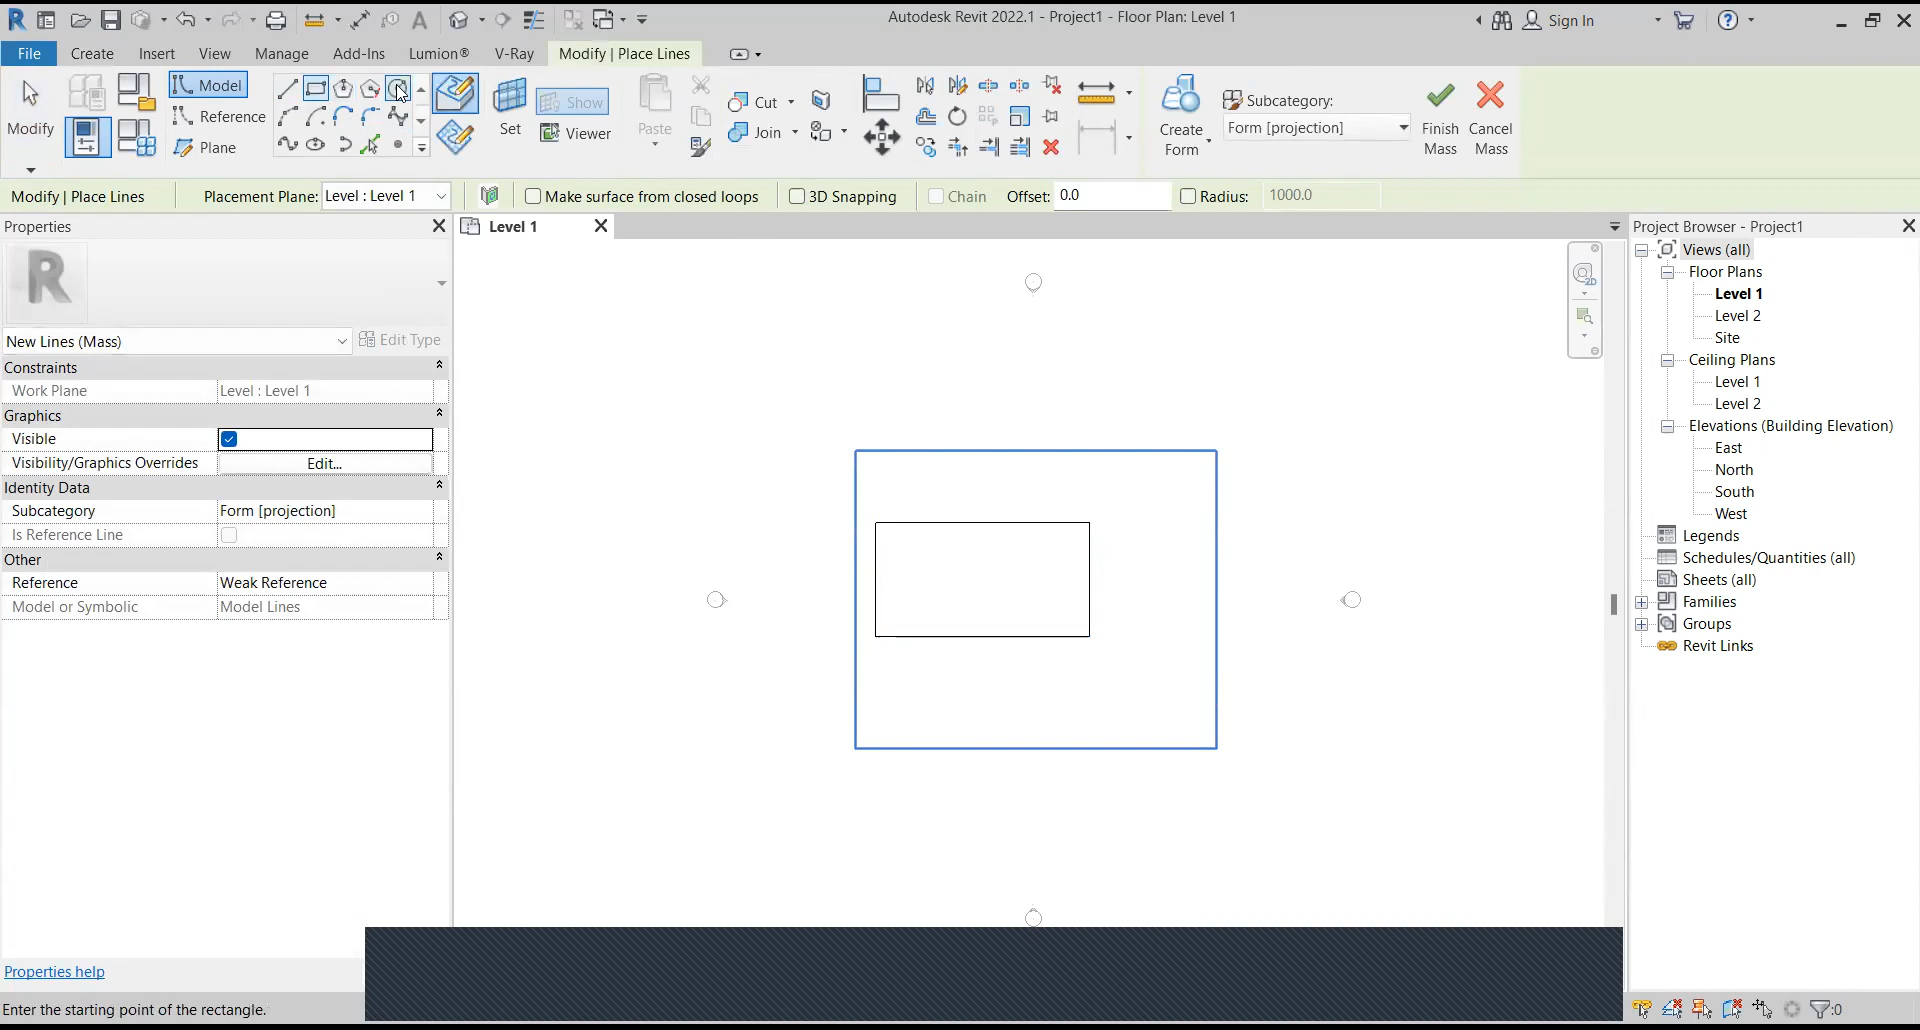 Autodesk Revit 2022.1 - Project1 - Floor Plan: Level 1
Sign In
File Create Insert View Manage Add-Ins Lumion® V-Ray Modify | Place Lines
Modify
Model
Reference
Plane
Set
Show
Viewer
Paste
Cut
Join
Create
Form
Subcategory:
Form [projection]
Finish
Mass
Cancel
Mass
Modify | Place Lines
Placement Plane: Level : Level 1
Make surface from closed loops
3D Snapping
Chain
Offset: 0.0
Radius: 1000.0
Properties
R
New Lines (Mass)
Edit Type
Constraints
Work Plane Level : Level 1
Graphics
Visible
Visibility/Graphics Overrides Edit...
Identity Data
Subcategory Form [projection]
Is Reference Line
Other
Reference Weak Reference
Model or Symbolic Model Lines
Properties help
Enter the starting point of the rectangle.
Level 1
2D
Project Browser - Project1
Views (all)
Floor Plans
Level 1
Level 2
Site
Ceiling Plans
Level 1
Level 2
Elevations (Building Elevation)
East
North
South
West
Legends
Schedules/Quantities (all)
Sheets (all)
Families
Groups
Revit Links
:0